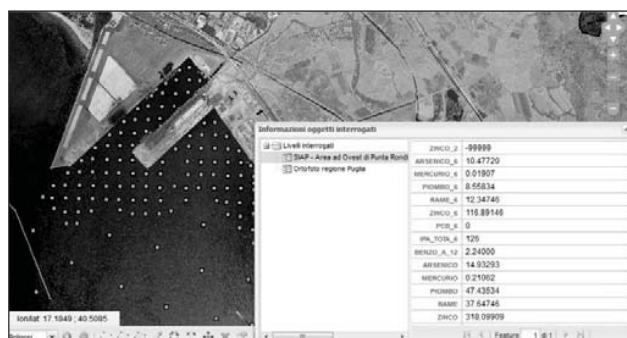 Informazioni oggetti interrogati
Livelli interrogati
SIAP - Area ad Ovest di Punta Rondi
Ortofoto regione Puglia
ZINCO_2 -99999
ARSENICO_6 10.47720
MERCURIO_6 0.01907
PIOMBO_6 8.55834
RAME_6 12.34746
ZINCO_6 116.89146
PCB_6 0
IPA_TOTA_6 126
BENZO_A_12 2.24000
ARSENICO 14.93293
MERCURIO 0.21062
PIOMBO 47.43534
RAME 37.64746
ZINCO 318.09909
lon/lat 17.1849 ; 40.5085
Feature 1 di 1